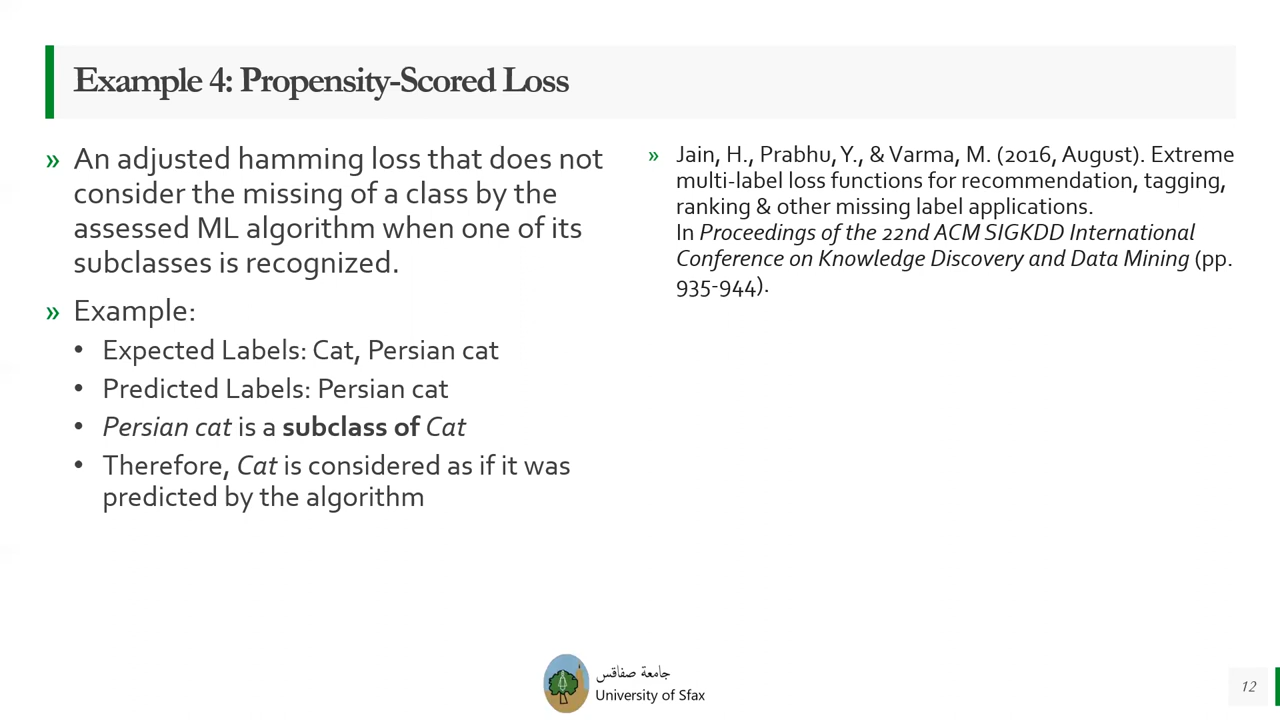 Example 4: Propensity-Scored Loss
» An adjusted hamming loss that does not
consider the missing of a class by the
assessed ML algorithm when one of its
subclasses is recognized.
» Example:
• Expected Labels: Cat, Persian cat
• Predicted Labels: Persian cat
• Persian cat is a subclass of Cat
• Therefore, Cat is considered as if it was
predicted by the algorithm
» Jain, H., Prabhu, Y., & Varma, M. (2016, August). Extreme
multi-label loss functions for recommendation, tagging,
ranking & other missing label applications.
In Proceedings of the 22nd ACM SIGKDD International
Conference on Knowledge Discovery and Data Mining (pp.
935-944).
جامعة صفاقس
University of Sfax
12